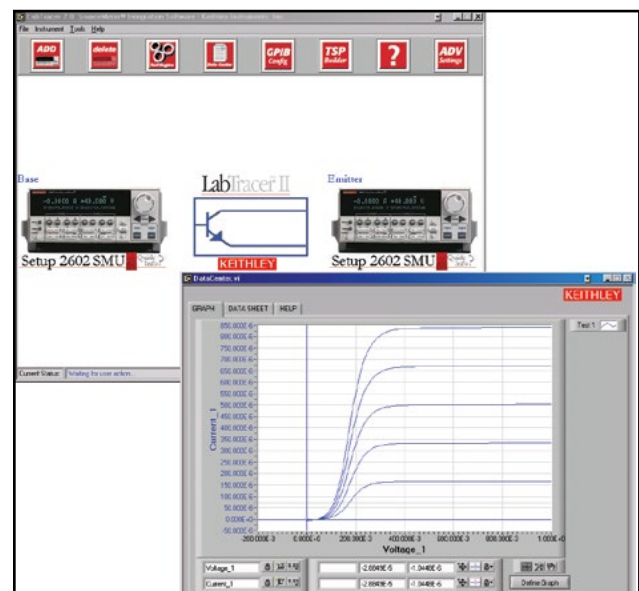 LabTracer 2.0 SourceMeter® Integration Software - Keithley Instruments, Inc.
File Instrument Tools Help
ADD
delete
GPIB Config
TSP Builder
?
ADV Settings
Base
LabTracer II
Emitter
Setup 2602 SMU
KEITHLEY
Setup 2602 SMU
DataCenter.vi
KEITHLEY
GRAPH DATA SHEET HELP
Test 1
850.000E-6
800.000E-6
750.000E-6
700.000E-6
650.000E-6
600.000E-6
550.000E-6
500.000E-6
450.000E-6
400.000E-6
350.000E-6
300.000E-6
250.000E-6
200.000E-6
150.000E-6
100.000E-6
50.000E-6
0.000E+0
-50.000E-6
Current_1
-200.000E-3 0.000E+0 200.000E-3 400.000E-3 600.000E-3 800.000E-3 1.000E+0
Voltage_1
Current Status: Waiting for user action...
Voltage_1
Current_1
Define Graph